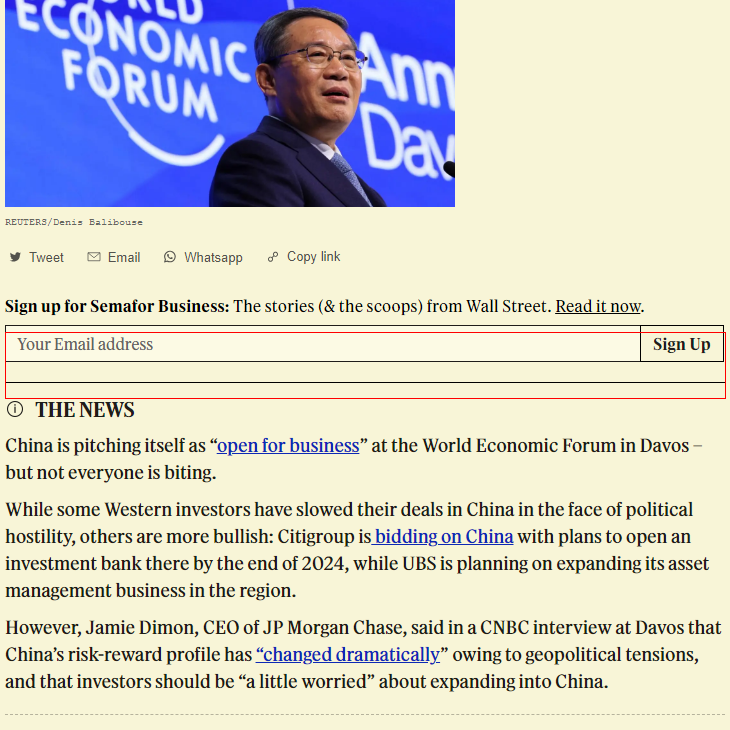 RLD
ECONOMIC
FORUM
Ann
Dav
REUTERS/Denis Balibouse
Tweet Email Whatsapp Copy link
Sign up for Semafor Business: The stories (& the scoops) from Wall Street. Read it now.
Your Email address Sign Up
THE NEWS
China is pitching itself as “open for business” at the World Economic Forum in Davos –
but not everyone is biting.
While some Western investors have slowed their deals in China in the face of political
hostility, others are more bullish: Citigroup is bidding on China with plans to open an
investment bank there by the end of 2024, while UBS is planning on expanding its asset
management business in the region.
However, Jamie Dimon, CEO of JP Morgan Chase, said in a CNBC interview at Davos that
China’s risk-reward profile has “changed dramatically” owing to geopolitical tensions,
and that investors should be “a little worried” about expanding into China.